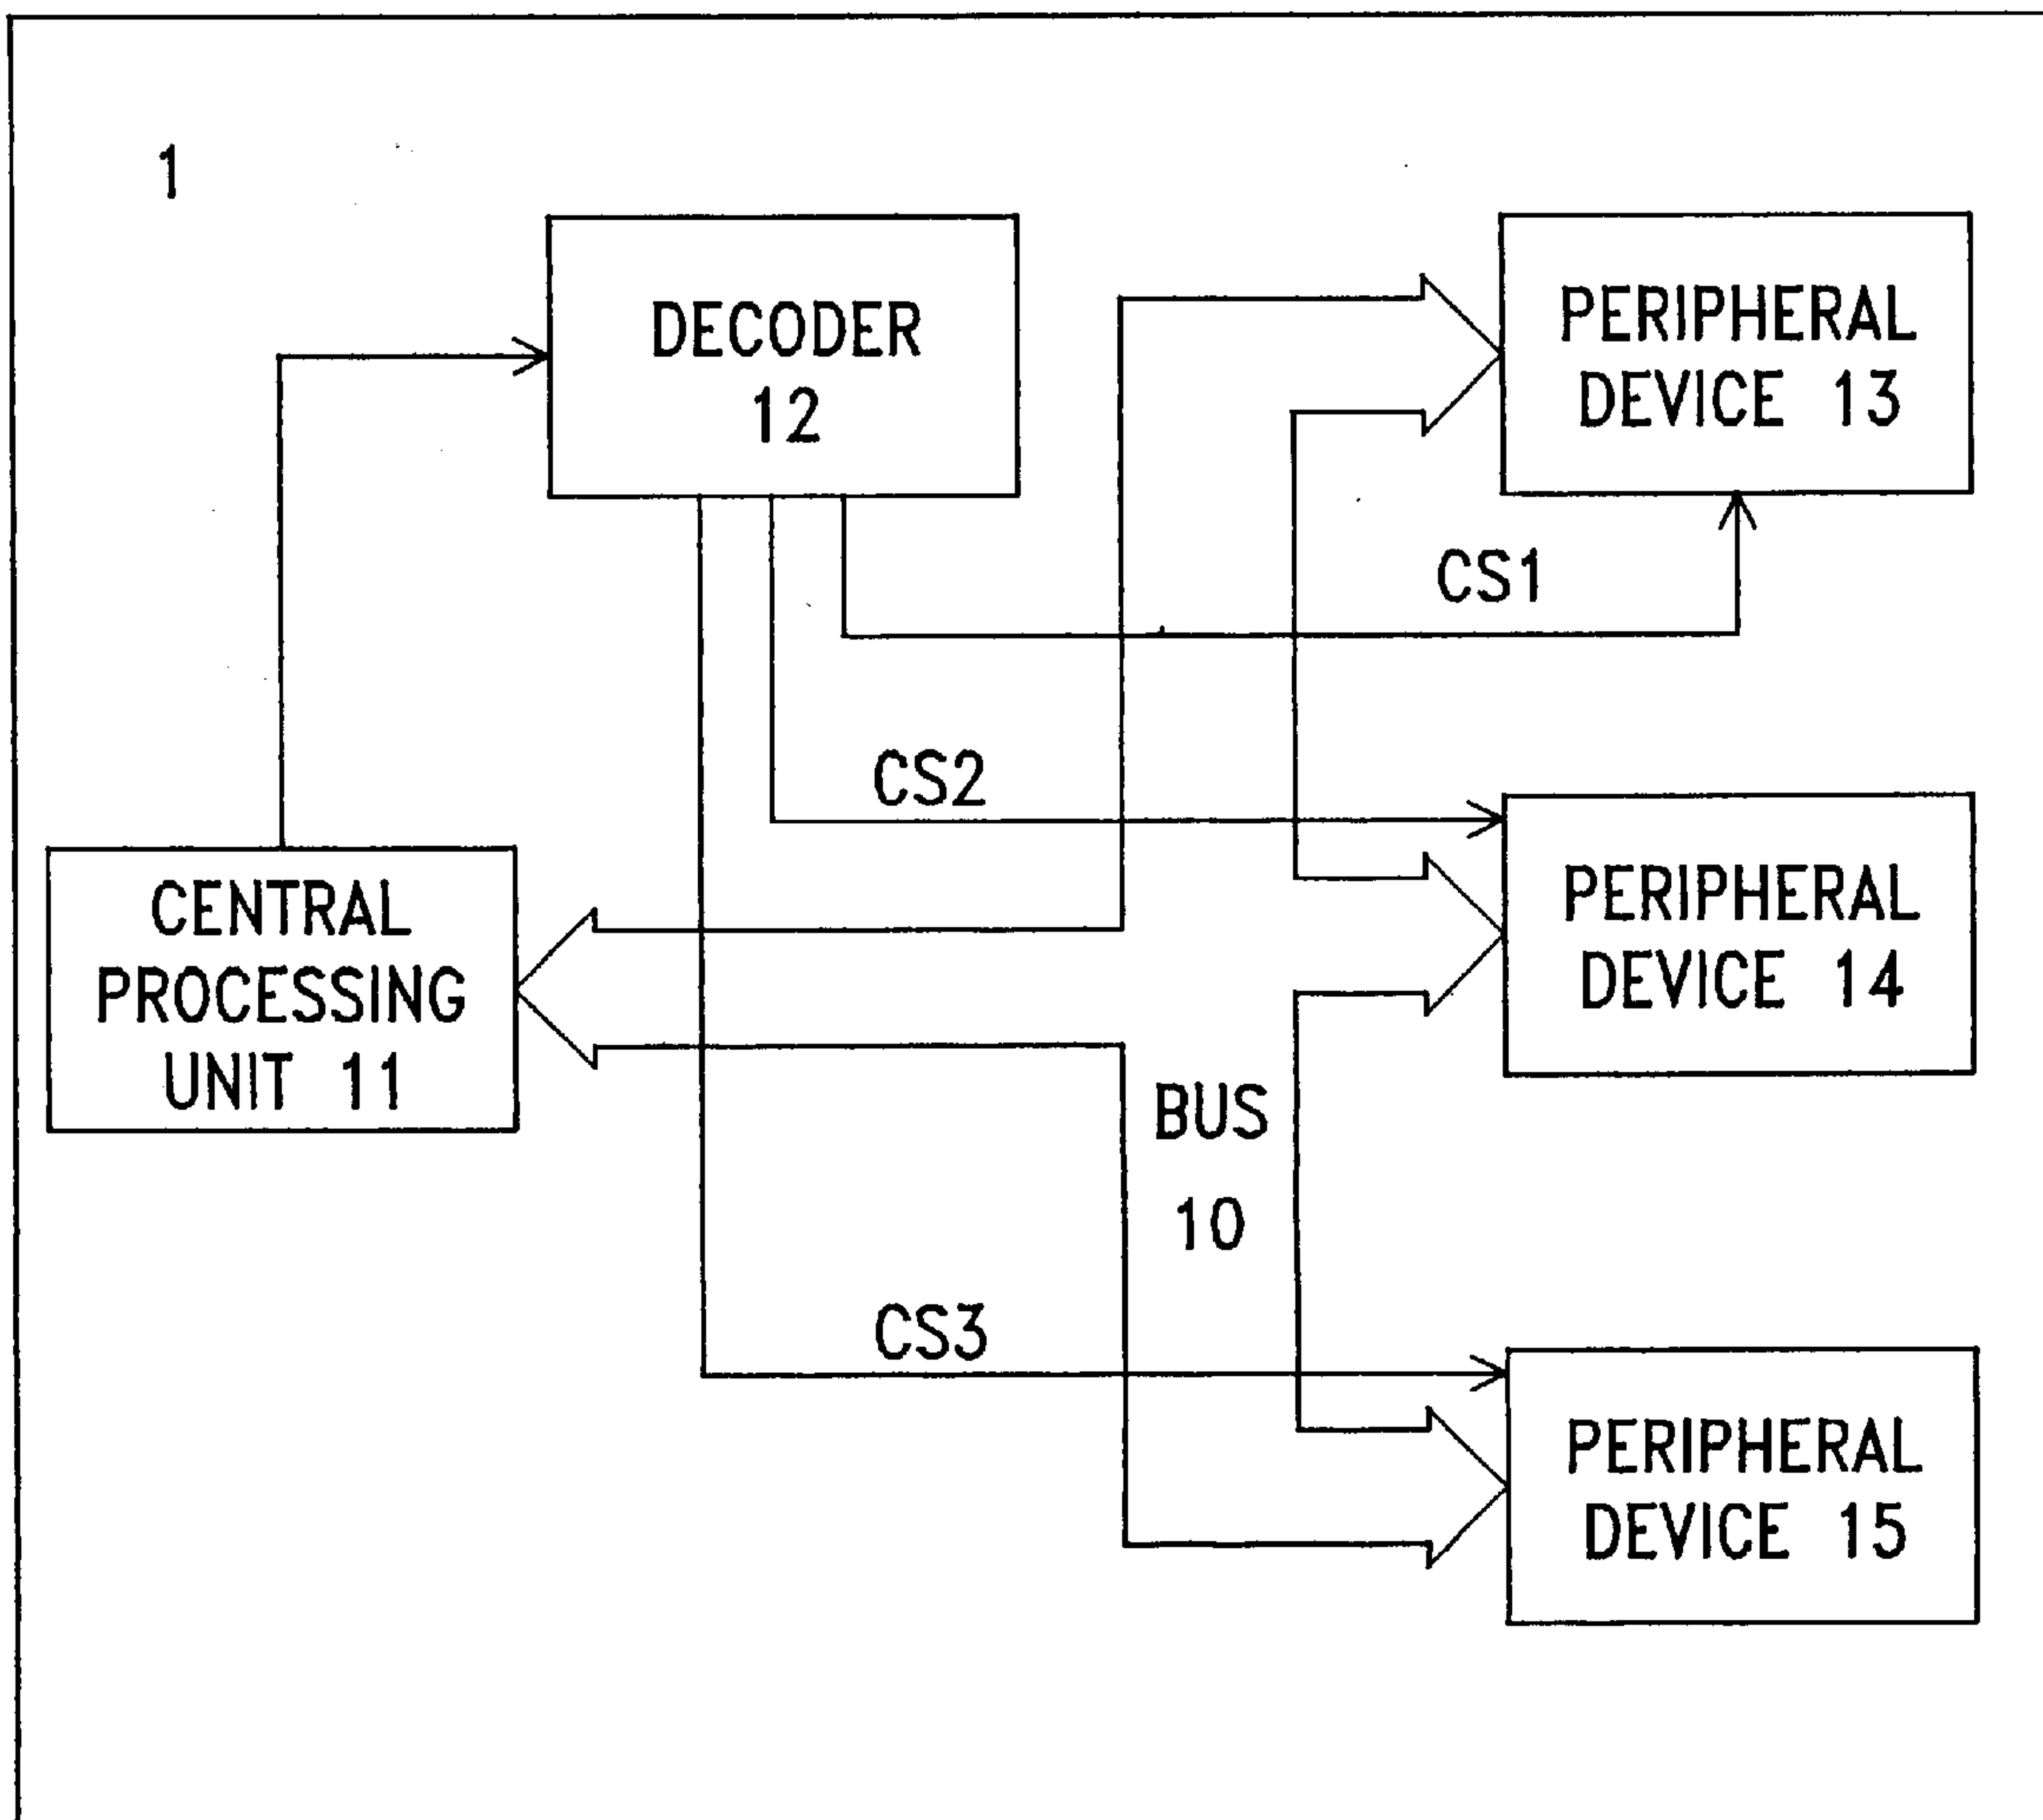 1
DECODER
12
PERIPHERAL
DEVICE 13
CS1
CS2
CENTRAL
PROCESSING
UNIT 11
PERIPHERAL
DEVICE 14
BUS
10
CS3
PERIPHERAL
DEVICE 15